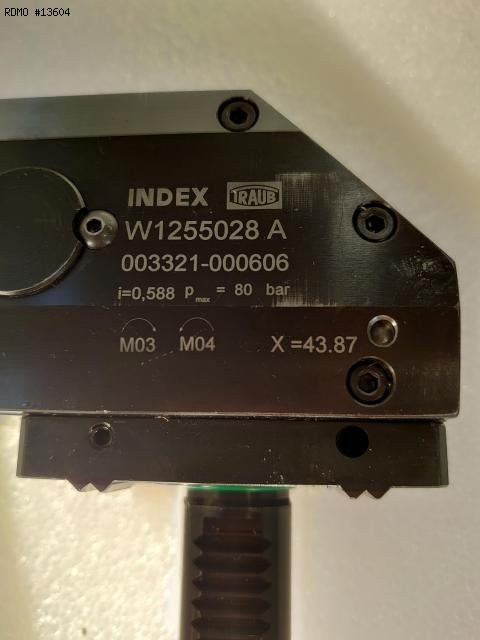 RDMO #13604
INDEX TRAUB
W1255028 A
003321-000606
i=0,588 p max = 80 bar
M03 M04 X =43.87